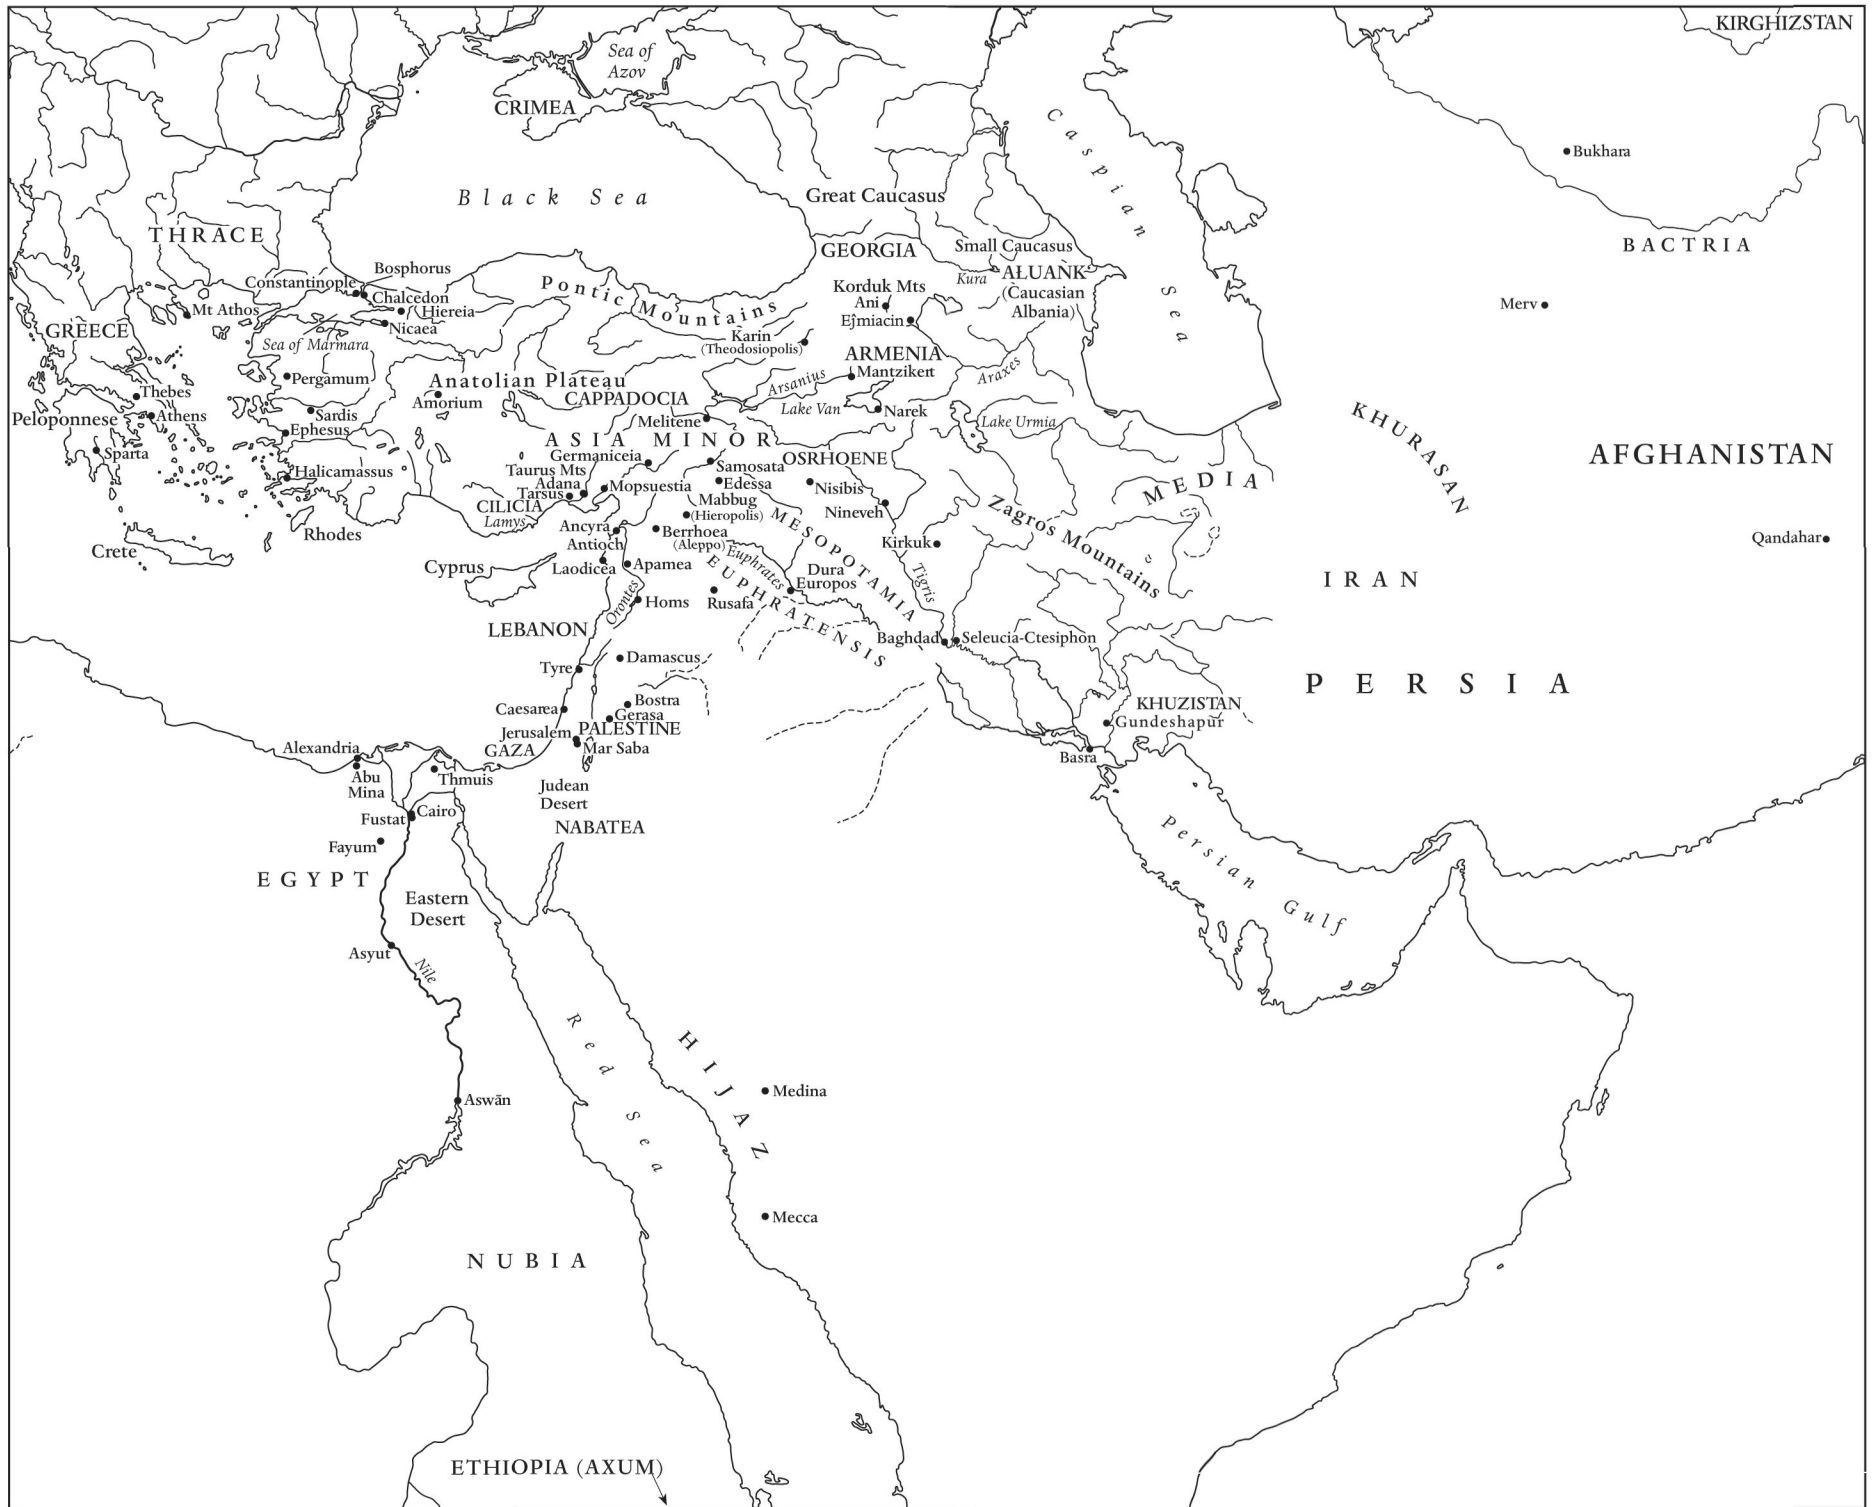 KIRGHIZSTAN
Sea of
Azov
CRIMEA
Caspian Sea
Bukhara
Black Sea
Great Caucasus
THRACE
GEORGIA
Small Caucasus
BACTRIA
Bosphorus
Kura
AŁUANK
(Caucasian
Albania)
Constantinople
Chalcedon
Hiereia
Nicaea
Pontic Mountains
Korduk Mts
Ani
Ejmiacin
Merv
Mt Athos
GREECE
Sea of Marmara
Karin
(Theodosiopolis)
ARMENIA
Mantzikert
Araxes
Pergamum
Anatolian Plateau
Arsanius
Thebes
CAPPADOCIA
Amorium
Lake Van
Narek
Peloponnese
Athens
Sardis
Melitene
Lake Urmia
KHURASAN
Ephesus
ASIA MINOR
Sparta
Germaniceia
OSRHOENE
AFGHANISTAN
Halicarnassus
Taurus Mts
Samosata
Adana
Edessa
Nisibis
MEDIA
Tarsus
Mopsuestia
CILICIA
Mabbug
(Hieropolis)
Nineveh
Zagros Mountains
Lamys
MESOPOTAMIA
Rhodes
Ancyra
Berrhoea
(Aleppo)
Kirkuk
Qandahar
Crete
Antioch
Euphrates
Cyprus
Laodicea
Apamea
EUPHRATENSIS
Dura
Europos
Tigris
IRAN
Orontes
Homs
Rusafa
LEBANON
Baghdad
Seleucia-Ctesiphon
Tyre
Damascus
PERSIA
Caesarea
Bostra
Gerasa
KHUZISTAN
Gundeshapur
Jerusalem
PALESTINE
Mar Saba
GAZA
Alexandria
Basra
Abu
Mina
Thmuis
Judean
Desert
Fustat
Cairo
NABATEA
Persian Gulf
Fayum
EGYPT
Eastern
Desert
Asyut
Nile
Red Sea
HIJAZ
Medina
Aswān
Mecca
NUBIA
ETHIOPIA (AXUM)